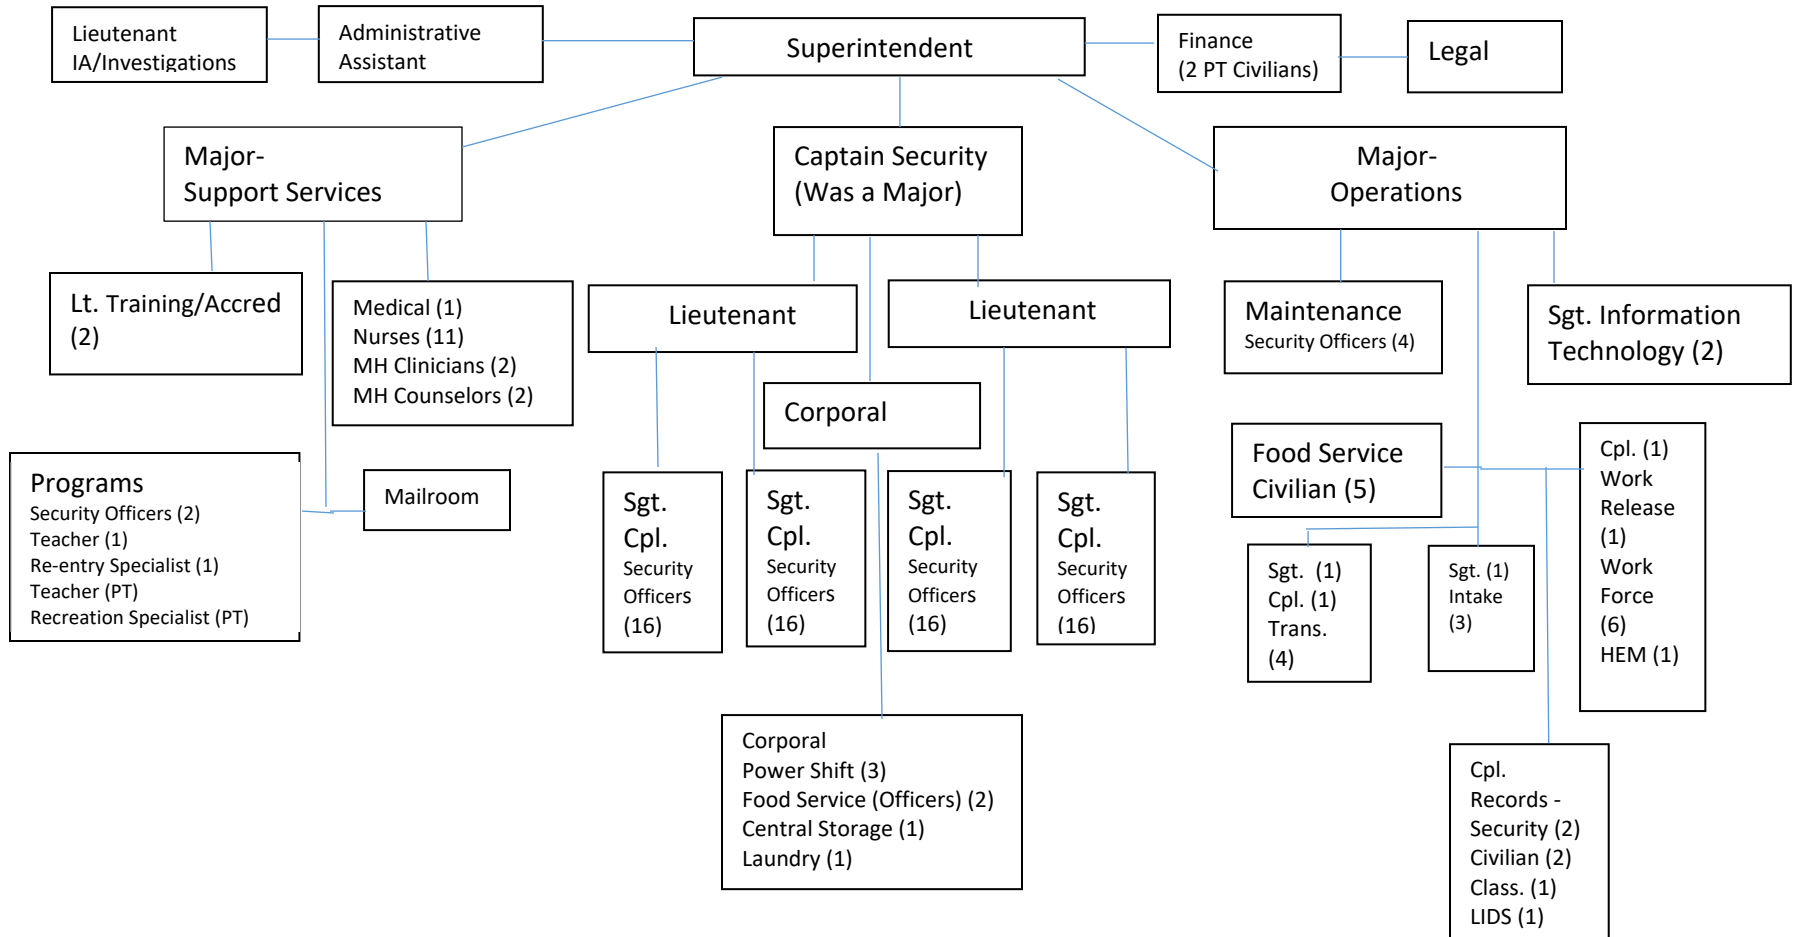 Lieutenant
IA/Investigations
Administrative
Assistant
Superintendent
Finance
(2 PT Civilians)
Legal
Major-
Support Services
Captain Security
(Was a Major)
Major-
Operations
Lt. Training/Accred
(2)
Medical (1)
Nurses (11)
MH Clinicians (2)
MH Counselors (2)
Lieutenant
Lieutenant
Maintenance
Security Officers (4)
Sgt. Information
Technology (2)
Corporal
Programs
Security Officers (2)
Teacher (1)
Re-entry Specialist (1)
Teacher (PT)
Recreation Specialist (PT)
Mailroom
Sgt.
Cpl.
Security
Officers
(16)
Sgt.
Cpl.
Security
Officers
(16)
Sgt.
Cpl.
Security
Officers
(16)
Sgt.
Cpl.
Security
Officers
(16)
Food Service
Civilian (5)
Cpl. (1)
Work
Release
(1)
Work
Force
(6)
HEM (1)
Sgt. (1)
Cpl. (1)
Trans.
(4)
Sgt. (1)
Intake
(3)
Corporal
Power Shift (3)
Food Service (Officers) (2)
Central Storage (1)
Laundry (1)
Cpl.
Records -
Security (2)
Civilian (2)
Class. (1)
LIDS (1)